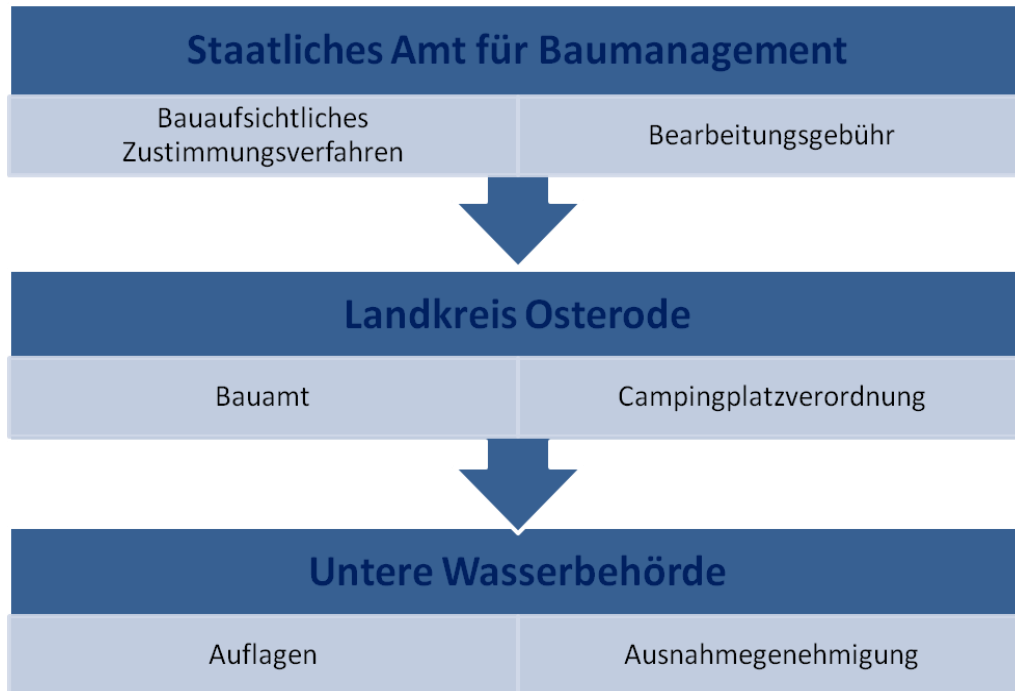 Staatliches Amt für Baumanagement
Bauaufsichtliches
Zustimmungsverfahren
Bearbeitungsgebühr
Landkreis Osterode
Bauamt
Campingplatzverordnung
Untere Wasserbehörde
Auflagen
Ausnahmegenehmigung